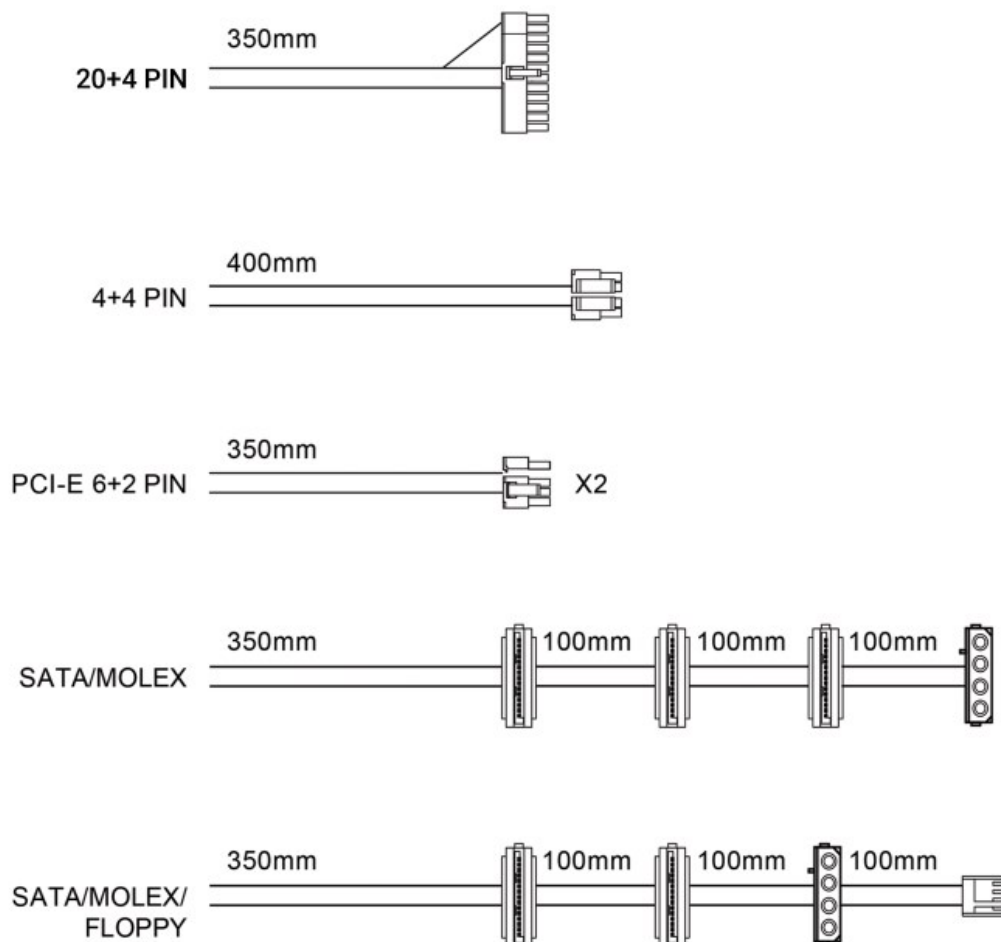 350mm
20+4 PIN
400mm
4+4 PIN
350mm
PCI-E 6+2 PIN X2
350mm 100mm 100mm 100mm
SATA/MOLEX
350mm 100mm 100mm 100mm
SATA/MOLEX/
FLOPPY